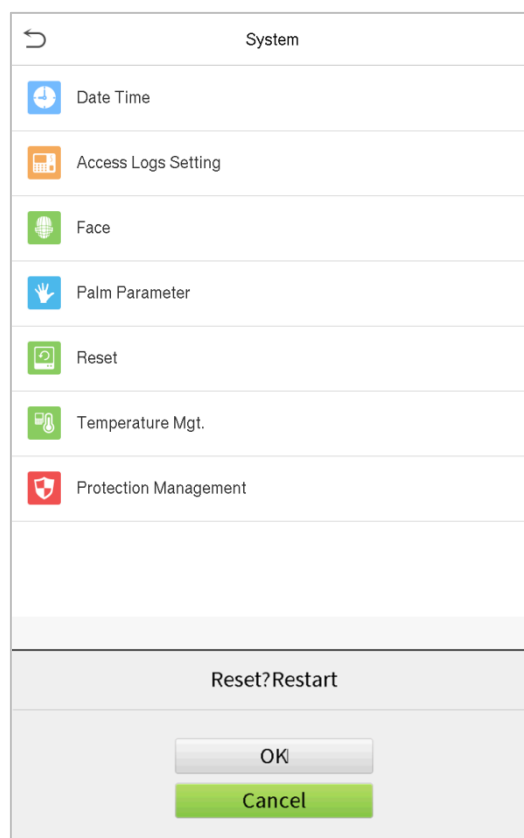 System
Date Time
Access Logs Setting
Face
Palm Parameter
Reset
Temperature Mgt.
Protection Management
Reset?Restart
OK
Cancel